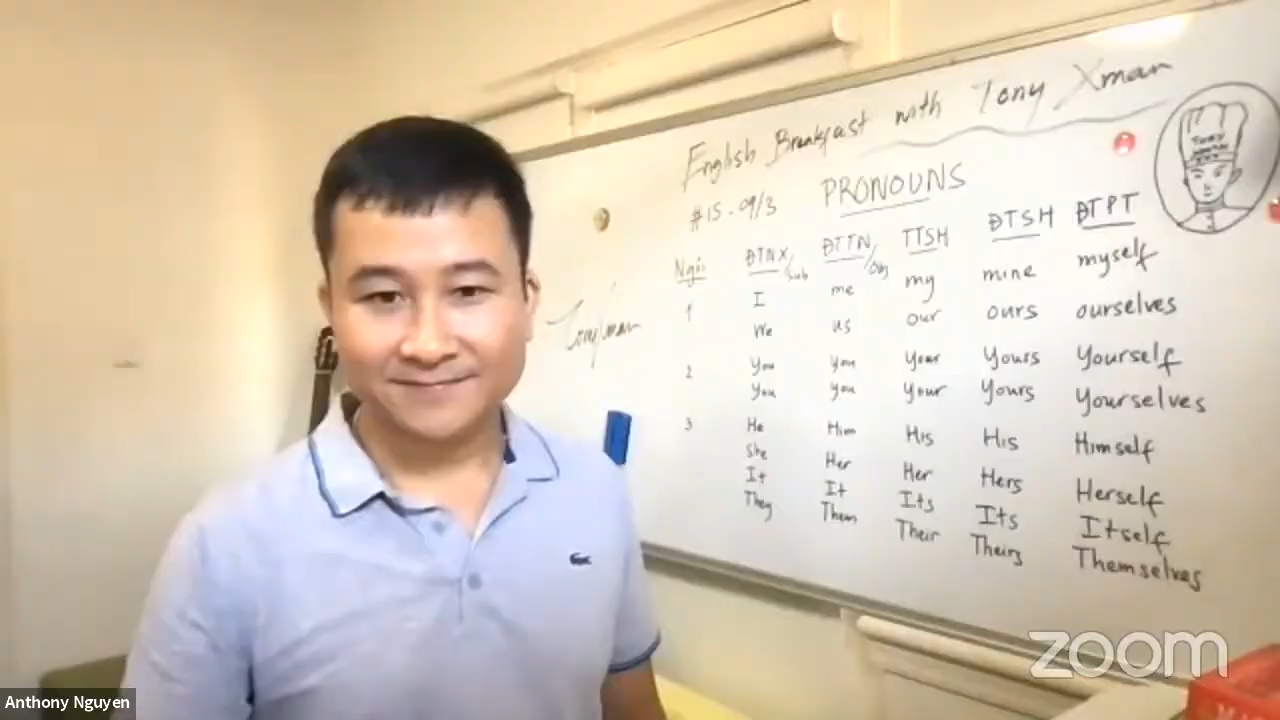 English Breakfast with Tony Xman
#15-09/3 PRONOUNS
Ngôi ĐTNX/Sub ĐTTN/Obj TTSH ĐTSH ĐTPT
1 I me my mine myself
We us our ours ourselves
2 You you your Yours Yourself
You you Your Yours Yourselves
3 He Him His His Himself
She Her Her Hers Herself
It It Its Its Itself
They Them Their Theirs Themselves
TONY
zoom
Anthony Nguyen